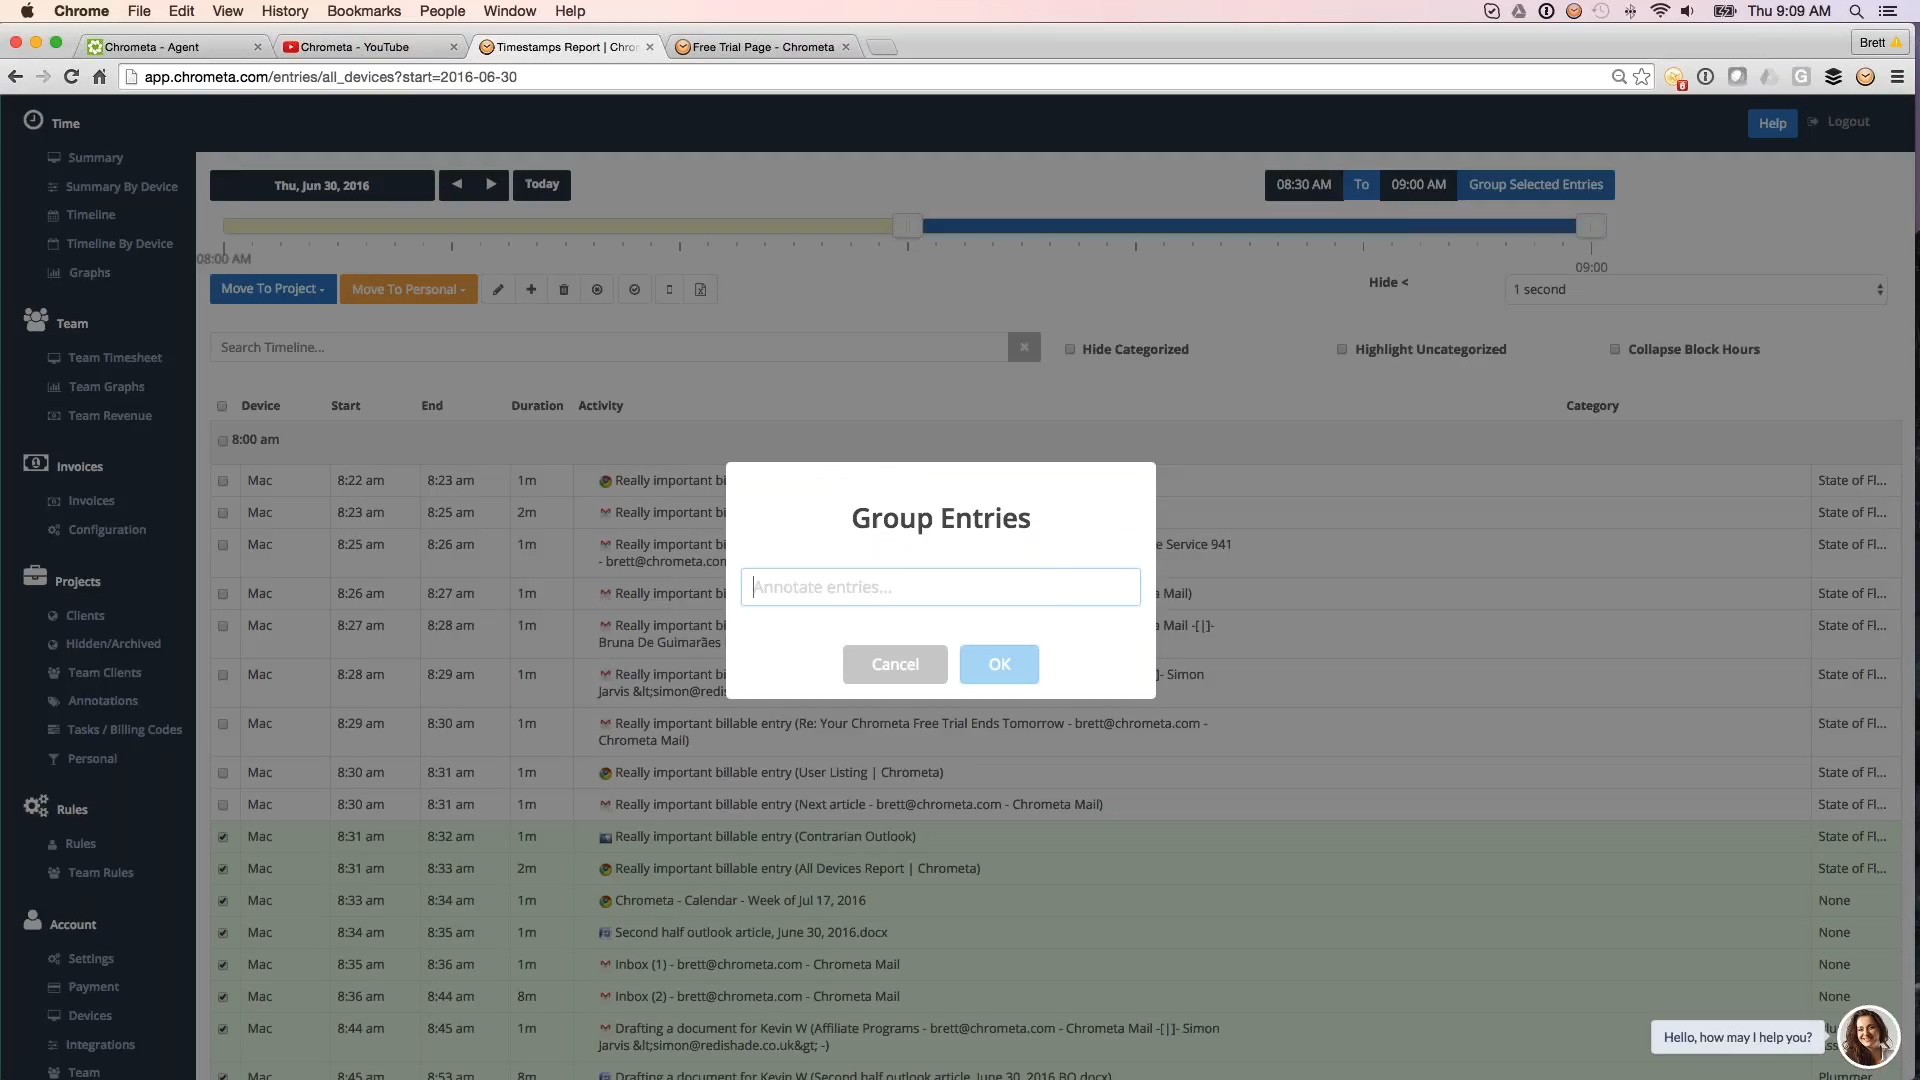 Chrome File Edit View History Bookmarks People Window Help Thu 9:09 AM
Chrometa - Agent Chrometa - YouTube Timestamps Report | Chro Free Trial Page - Chrometa Brett
app.chrometa.com/entries/all_devices?start=2016-06-30
Time
Help Logout
Summary
Summary By Device
Timeline
Timeline By Device
Graphs
Team
Team Timesheet
Team Graphs
Team Revenue
Invoices
Invoices
Configuration
Projects
Clients
Hidden/Archived
Team Clients
Annotations
Tasks / Billing Codes
Personal
Rules
Rules
Team Rules
Account
Settings
Payment
Devices
Integrations
Team
Thu, Jun 30, 2016 Today 08:30 AM To 09:00 AM Group Selected Entries
08:00 AM
09:00
Move To Project Move To Personal Hide < 1 second
Search Timeline... Hide Categorized Highlight Uncategorized Collapse Block Hours
Device Start End Duration Activity Category
8:00 am
Mac 8:22 am 8:23 am 1m Really important bi State of Fl...
Mac 8:23 am 8:25 am 2m Really important bi State of Fl...
Mac 8:25 am 8:26 am 1m Really important bi e Service 941 State of Fl...
- brett@chrometa.com
Mac 8:26 am 8:27 am 1m Really important bi a Mail) State of Fl...
Mac 8:27 am 8:28 am 1m Really important bi a Mail -[|]- State of Fl...
Bruna De Guimarães
Mac 8:28 am 8:29 am 1m Really important bi ]- Simon State of Fl...
Jarvis &lt;simon@redis
Mac 8:29 am 8:30 am 1m Really important billable entry (Re: Your Chrometa Free Trial Ends Tomorrow - brett@chrometa.com - State of Fl...
Chrometa Mail)
Mac 8:30 am 8:31 am 1m Really important billable entry (User Listing | Chrometa) State of Fl...
Mac 8:30 am 8:31 am 1m Really important billable entry (Next article - brett@chrometa.com - Chrometa Mail) State of Fl...
Mac 8:31 am 8:32 am 1m Really important billable entry (Contrarian Outlook) State of Fl...
Mac 8:31 am 8:33 am 2m Really important billable entry (All Devices Report | Chrometa) State of Fl...
Mac 8:33 am 8:34 am 1m Chrometa - Calendar - Week of Jul 17, 2016 None
Mac 8:34 am 8:35 am 1m Second half outlook article, June 30, 2016.docx None
Mac 8:35 am 8:36 am 1m Inbox (1) - brett@chrometa.com - Chrometa Mail None
Mac 8:36 am 8:44 am 8m Inbox (2) - brett@chrometa.com - Chrometa Mail None
Mac 8:44 am 8:45 am 1m Drafting a document for Kevin W (Affiliate Programs - brett@chrometa.com - Chrometa Mail -[|]- Simon
Jarvis &lt;simon@redishade.co.uk&gt; -)
Mac 8:45 am 8:53 am 8m Drafting a document for Kevin W (Second half outlook article, June 30, 2016 BO.docx) Plummer
Group Entries
Annotate entries...
Cancel OK
Hello, how may I help you?